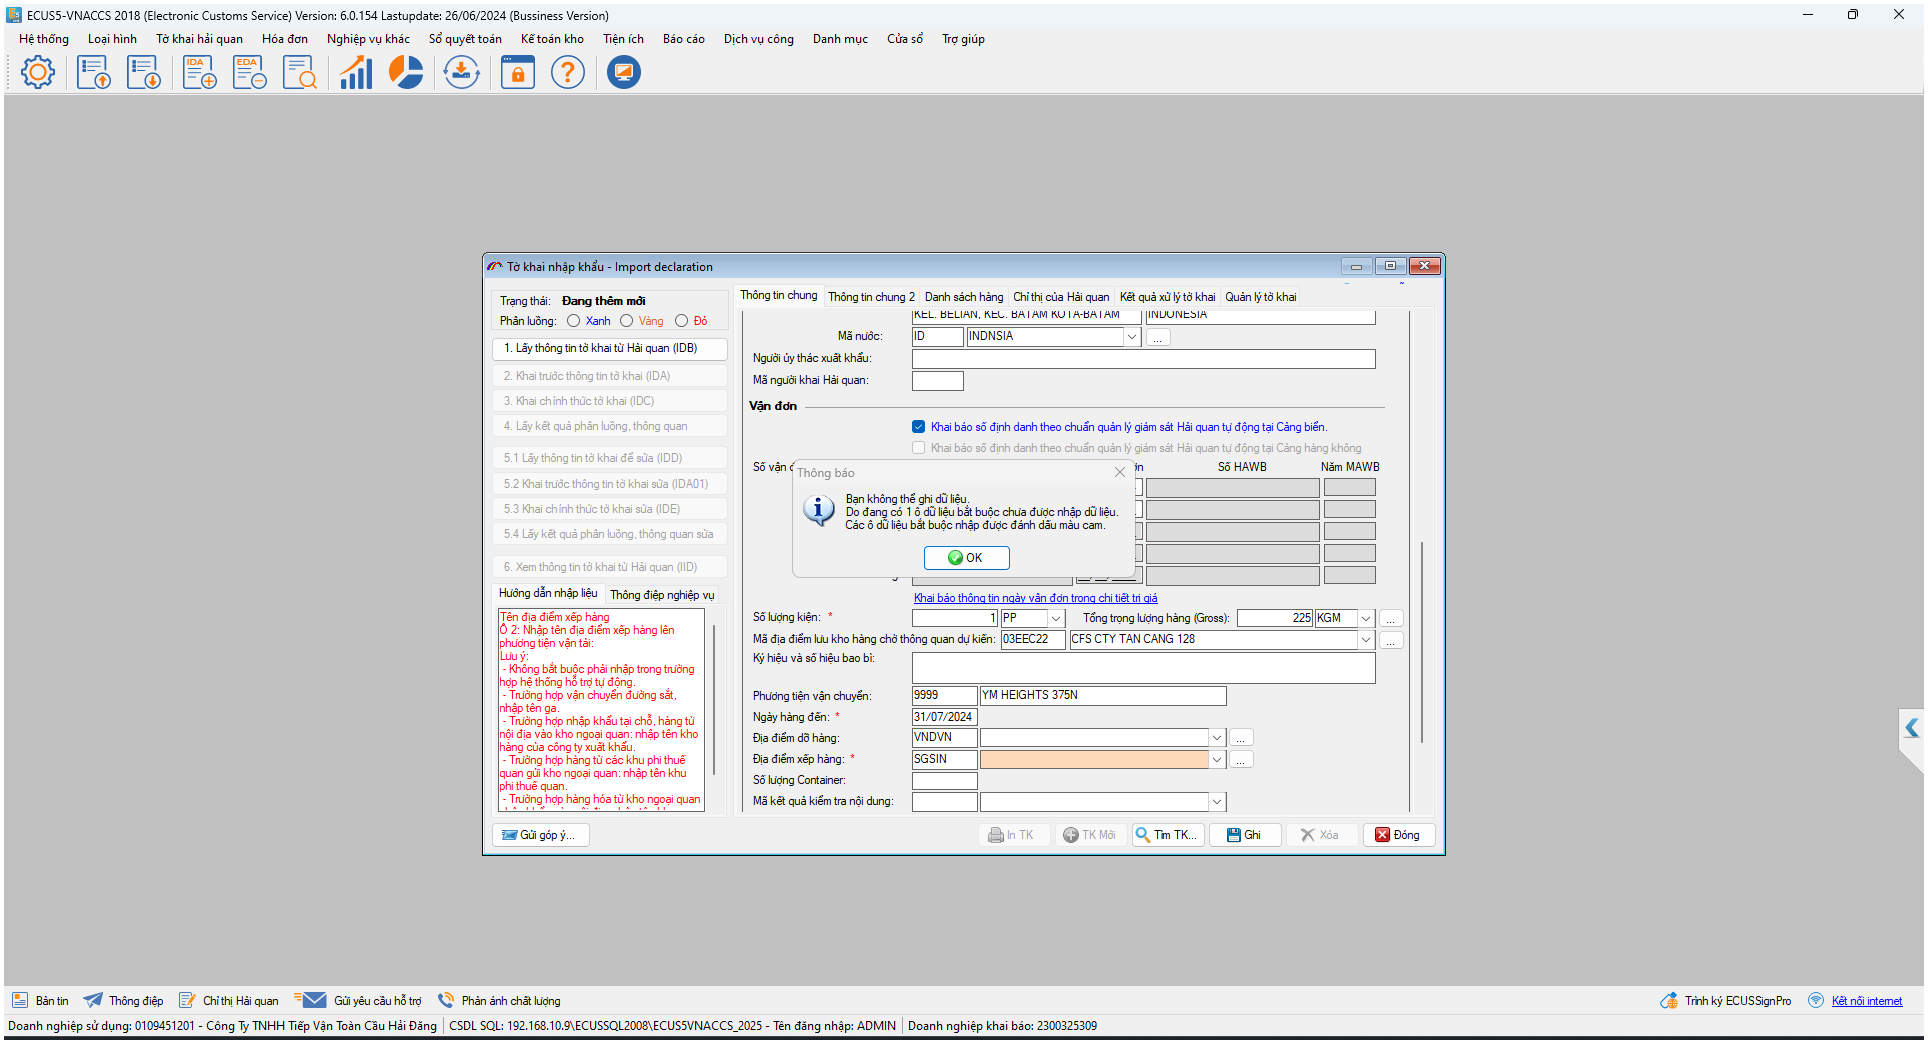 ECUS5-VNACCS 2018 (Electronic Customs Service) Version: 6.0.154 Lastupdate: 26/06/2024 (Bussiness Version)
Hệ thống Loại hình Tờ khai hải quan Hóa đơn Nghiệp vụ khác Sổ quyết toán Kế toán kho Tiện ích Báo cáo Dịch vụ công Danh mục Cửa sổ Trợ giúp
IDA EDA
Tờ khai nhập khẩu - Import declaration
Trạng thái: Đang thêm mới
Phân luồng: Xanh Vàng Đỏ
1. Lấy thông tin tờ khai từ Hải quan (IDB)
2. Khai trước thông tin tờ khai (IDA)
3. Khai chính thức tờ khai (IDC)
4. Lấy kết quả phân luồng, thông quan
5.1 Lấy thông tin tờ khai để sửa (IDD)
5.2 Khai trước thông tin tờ khai sửa (IDA01)
5.3 Khai chính thức tờ khai sửa (IDE)
5.4 Lấy kết quả phân luồng, thông quan sửa
6. Xem thông tin tờ khai từ Hải quan (IID)
Hướng dẫn nhập liệu Thông điệp nghiệp vụ
Tên địa điểm xếp hàng
Ô 2: Nhập tên địa điểm xếp hàng lên
phương tiện vận tải:
Lưu ý:
- Không bắt buộc phải nhập trong trường
hợp hệ thống hỗ trợ tự động.
- Trường hợp vận chuyển đường sắt,
nhập tên ga.
- Trường hợp nhập khẩu tại chỗ, hàng từ
nội địa vào kho ngoại quan: nhập tên kho
hàng của công ty xuất khẩu.
- Trường hợp hàng từ các khu phi thuế
quan gửi kho ngoại quan: nhập tên khu
phi thuế quan.
- Trường hợp hàng hóa từ kho ngoại quan
Gửi góp ý...
Thông tin chung Thông tin chung 2 Danh sách hàng Chỉ thị của Hải quan Kết quả xử lý tờ khai Quản lý tờ khai
KEL. BELIAN, KEC. BATAM KOTA-BATAM INDONESIA
Mã nước: ID INDNSIA ...
Người ủy thác xuất khẩu:
Mã người khai Hải quan:
Vận đơn
Khai báo số định danh theo chuẩn quản lý giám sát Hải quan tự động tại Cảng biển.
Khai báo số định danh theo chuẩn quản lý giám sát Hải quan tự động tại Cảng hàng không
Số vận Số HAWB Năm MAWB
Thông báo
Bạn không thể ghi dữ liệu.
Do đang có 1 ô dữ liệu bắt buộc chưa được nhập dữ liệu.
Các ô dữ liệu bắt buộc nhập được đánh dấu màu cam.
OK
Khai báo thông tin ngày vận đơn trong chi tiết trị giá
Số lượng kiện: * 1 PP Tổng trọng lượng hàng (Gross): 225 KGM ...
Mã địa điểm lưu kho hàng chờ thông quan dự kiến: 03EEC22 CFS CTY TAN CANG 128 ...
Ký hiệu và số hiệu bao bì:
Phương tiện vận chuyển: 9999 YM HEIGHTS 375N
Ngày hàng đến: * 31/07/2024
Địa điểm dỡ hàng: VNDVN ...
Địa điểm xếp hàng: * SGSIN ...
Số lượng Container:
Mã kết quả kiểm tra nội dung:
In TK TK Mới Tìm TK... Ghi Xóa Đóng
Bản tin Thông điệp Chỉ thị Hải quan Gửi yêu cầu hỗ trợ Phản ánh chất lượng Trình ký ECUSSignPro Kết nối internet
Doanh nghiệp sử dụng: 0109451201 - Công Ty TNHH Tiếp Vận Toàn Cầu Hải Đăng CSDL SQL: 192.168.10.9\ECUSSQL2008\ECUS5VNACCS_2025 - Tên đăng nhập: ADMIN Doanh nghiệp khai báo: 2300325309